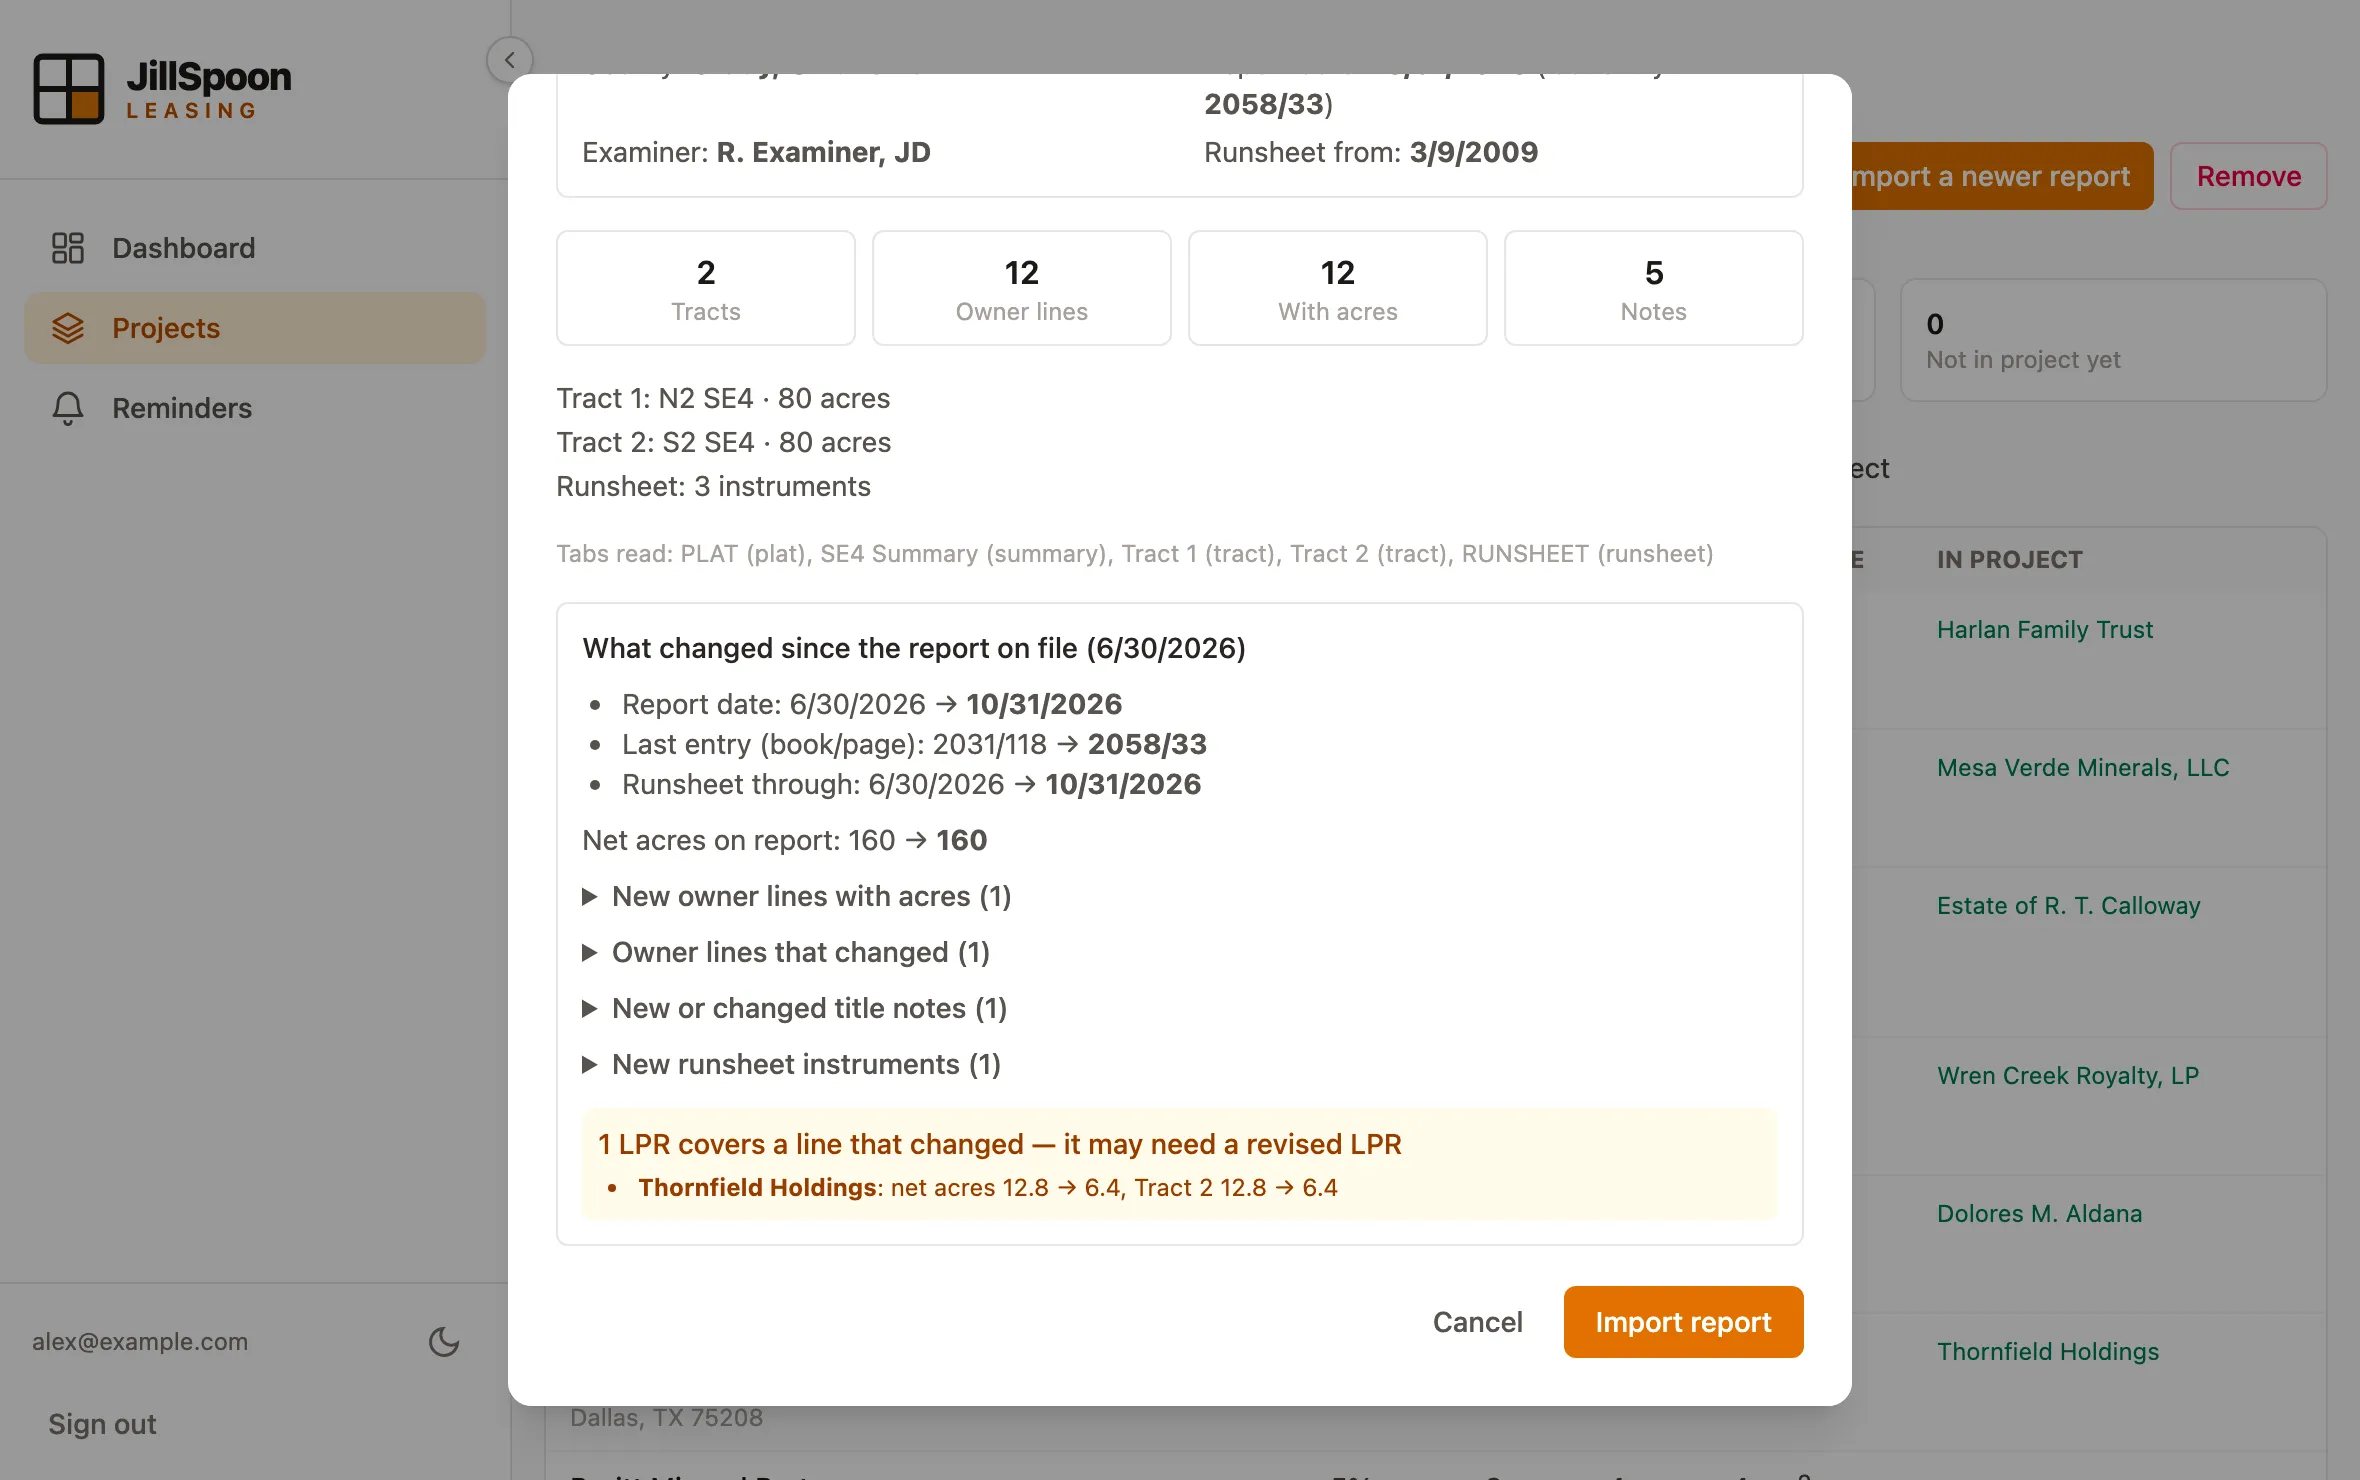 JillSpoon
LEASING
Dashboard
Projects
Reminders
alex@example.com
Sign out
2058/33)
Examiner: R. Examiner, JD
Runsheet from: 3/9/2009
2
Tracts
12
Owner lines
12
With acres
5
Notes
Tract 1: N2 SE4 · 80 acres
Tract 2: S2 SE4 · 80 acres
Runsheet: 3 instruments
Tabs read: PLAT (plat), SE4 Summary (summary), Tract 1 (tract), Tract 2 (tract), RUNSHEET (runsheet)
What changed since the report on file (6/30/2026)
• Report date: 6/30/2026 → 10/31/2026
• Last entry (book/page): 2031/118 → 2058/33
• Runsheet through: 6/30/2026 → 10/31/2026
Net acres on report: 160 → 160
▶ New owner lines with acres (1)
▶ Owner lines that changed (1)
▶ New or changed title notes (1)
▶ New runsheet instruments (1)
1 LPR covers a line that changed — it may need a revised LPR
• Thornfield Holdings: net acres 12.8 → 6.4, Tract 2 12.8 → 6.4
Cancel
Import report
mport a newer report
Remove
0
Not in project yet
ect
E
IN PROJECT
Harlan Family Trust
Mesa Verde Minerals, LLC
Estate of R. T. Calloway
Wren Creek Royalty, LP
Dolores M. Aldana
Thornfield Holdings
Dallas, TX 75208